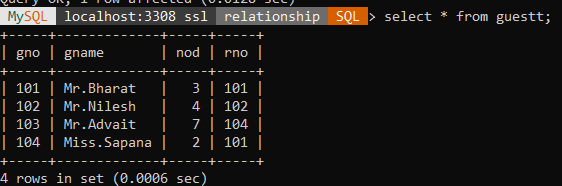 Query OK, 1 row affected (0.0128 sec)
MySQL localhost:3308 ssl relationship SQL > select * from guestt;
+-----+-------------+-----+-----+
| gno | gname | nod | rno |
+-----+-------------+-----+-----+
| 101 | Mr.Bharat | 3 | 101 |
| 102 | Mr.Nilesh | 4 | 102 |
| 103 | Mr.Advait | 7 | 104 |
| 104 | Miss.Sapana | 2 | 101 |
+-----+-------------+-----+-----+
4 rows in set (0.0006 sec)